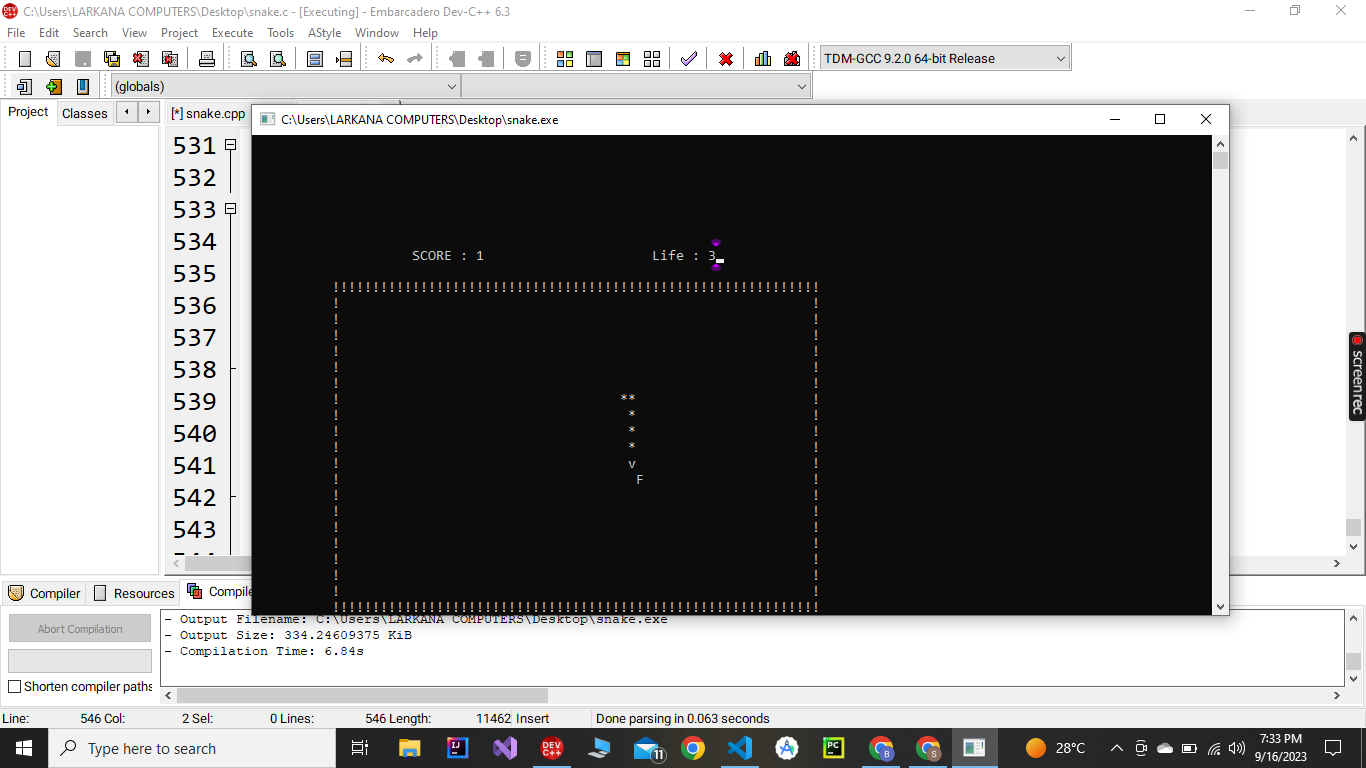 C:\Users\LARKANA COMPUTERS\Desktop\snake.c - [Executing] - Embarcadero Dev-C++ 6.3
File Edit Search View Project Execute Tools AStyle Window Help
TDM-GCC 9.2.0 64-bit Release
(globals)
Project Classes [*] snake.cpp
C:\Users\LARKANA COMPUTERS\Desktop\snake.exe
531
532
533
534
535
536
537
538
539
540
541
542
543
SCORE : 1 Life : 3
!!!!!!!!!!!!!!!!!!!!!!!!!!!!!!!!!!!!!!!!!!!!!!!!!!!!!!!!!!!!!
! !
! !
! !
! !
! !
! !
! ** !
! * !
! * !
! * !
! v !
! F !
! !
! !
! !
! !
! !
! !
! !
!!!!!!!!!!!!!!!!!!!!!!!!!!!!!!!!!!!!!!!!!!!!!!!!!!!!!!!!!!!!!
screenrec
Compiler Resources Compile
Abort Compilation
Shorten compiler paths
- Output Filename: C:\Users\LARKANA COMPUTERS\Desktop\snake.exe
- Output Size: 334.24609375 KiB
- Compilation Time: 6.84s
Line: 546 Col: 2 Sel: 0 Lines: 546 Length: 11462 Insert Done parsing in 0.063 seconds
Type here to search
28°C
7:33 PM
9/16/2023